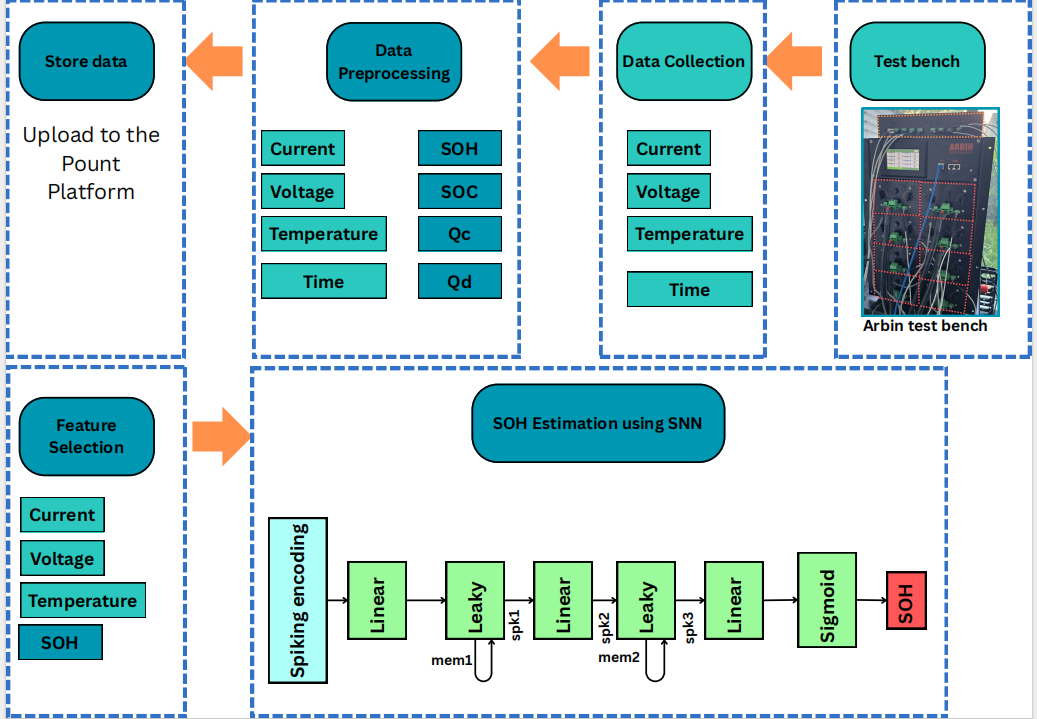 Store data
Upload to the
Pount
Platform
Data
Preprocessing
Current
SOH
Voltage
SOC
Temperature
Qc
Time
Qd
Data Collection
Current
Voltage
Temperature
Time
Test bench
ARBIN
Arbin test bench
Feature
Selection
Current
Voltage
Temperature
SOH
SOH Estimation using SNN
Spiking encoding
Linear
Leaky
mem1
spk1
Linear
spk2
Leaky
mem2
spk3
Linear
Sigmoid
SOH